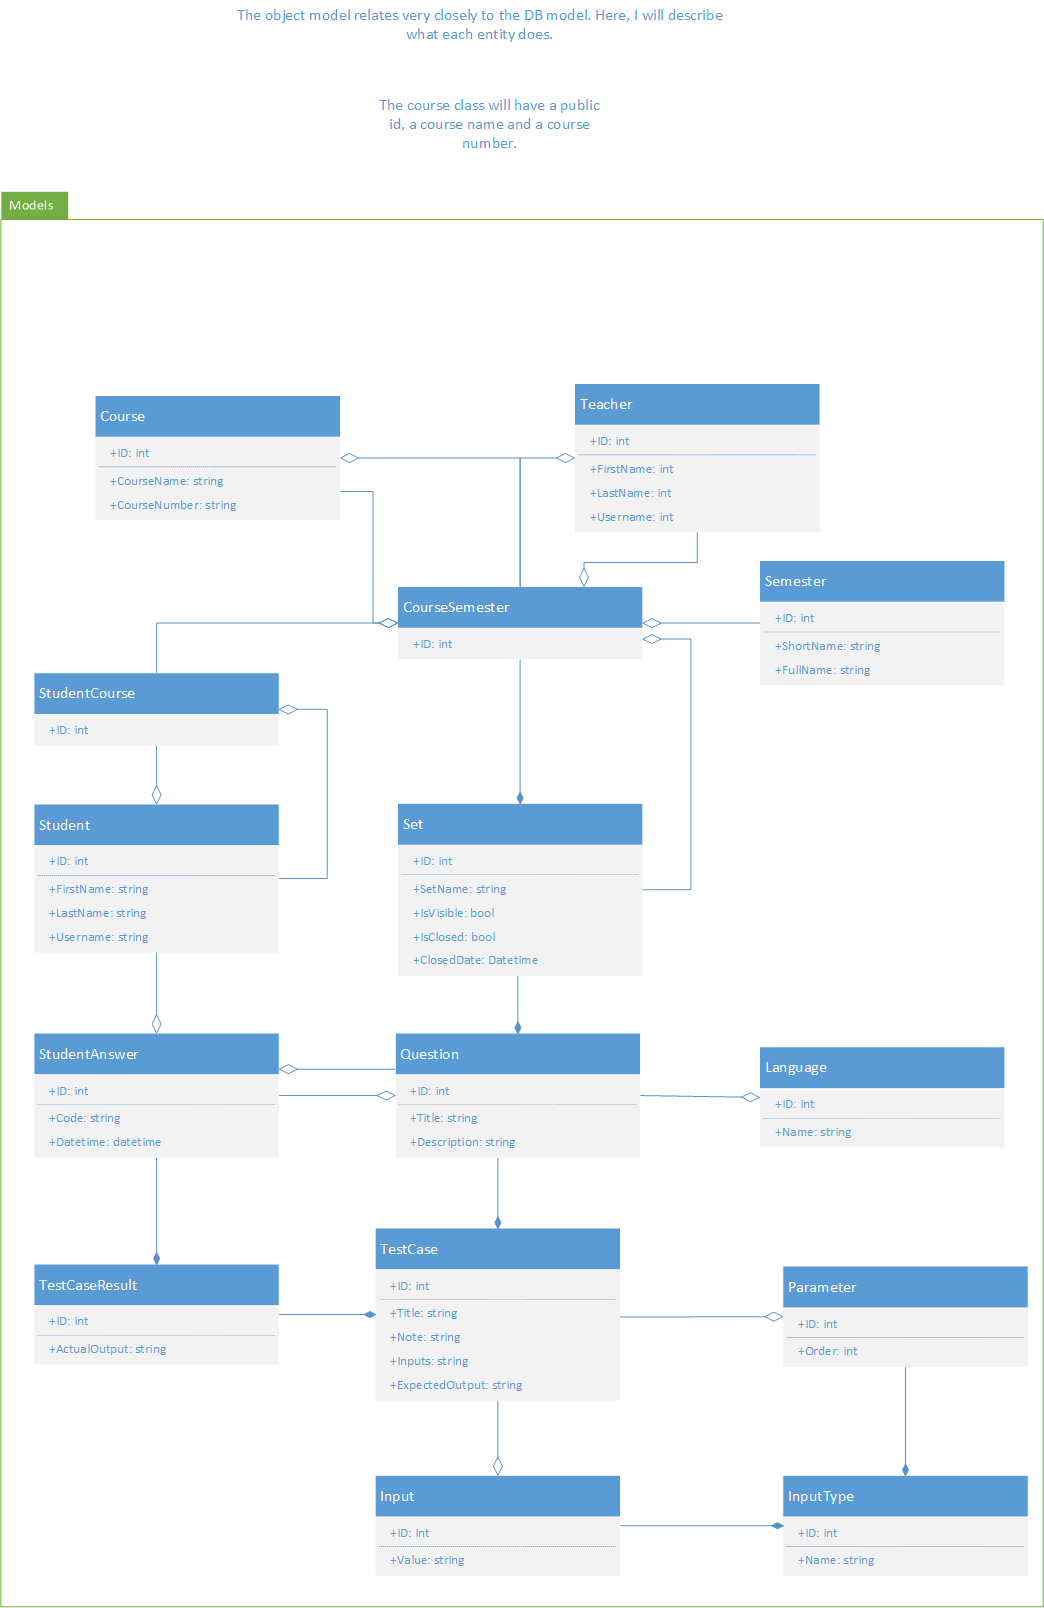 The object model relates very closely to the DB model. Here, I will describe
what each entity does.
The course class will have a public
id, a course name and a course
number.
Models
Course
+ID: int
+CourseName: string
+CourseNumber: string
Teacher
+ID: int
+FirstName: int
+LastName: int
+Username: int
CourseSemester
+ID: int
Semester
+ID: int
+ShortName: string
+FullName: string
StudentCourse
+ID: int
Student
+ID: int
+FirstName: string
+LastName: string
+Username: string
Set
+ID: int
+SetName: string
+IsVisible: bool
+IsClosed: bool
+ClosedDate: Datetime
StudentAnswer
+ID: int
+Code: string
+Datetime: datetime
Question
+ID: int
+Title: string
+Description: string
Language
+ID: int
+Name: string
TestCaseResult
+ID: int
+ActualOutput: string
TestCase
+ID: int
+Title: string
+Note: string
+Inputs: string
+ExpectedOutput: string
Parameter
+ID: int
+Order: int
Input
+ID: Int
+Value: string
InputType
+ID: int
+Name: string